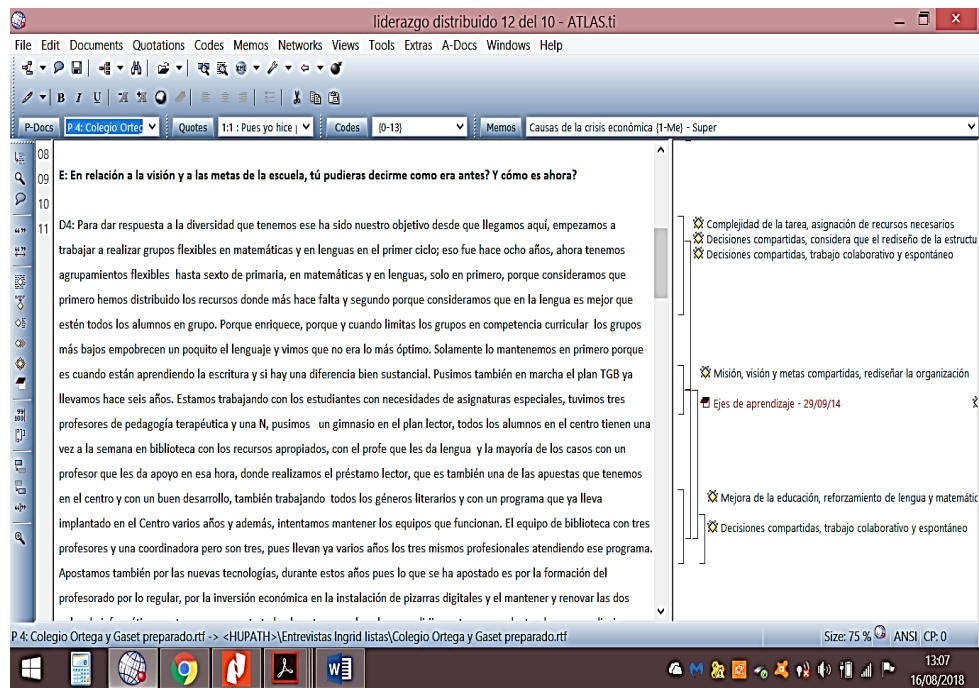 liderazgo distribuido 12 del 10 - ATLAS.ti
File Edit Documents Quotations Codes Memos Networks Views Tools Extras A-Docs Windows Help
B I U
P-Docs P 4: Colegio Orteg Quotes 1:1 : Pues yo hice Codes {0-13} Memos Causas de la crisis económica {1-Me} - Super
08
09 E: En relación a la visión y a las metas de la escuela, tú pudieras decirme como era antes? Y cómo es ahora?
10
11 D4: Para dar respuesta a la diversidad que tenemos ese ha sido nuestro objetivo desde que llegamos aquí, empezamos a
trabajar a realizar grupos flexibles en matemáticas y en lenguas en el primer ciclo; eso fue hace ocho años, ahora tenemos
agrupamientos flexibles hasta sexto de primaria, en matemáticas y en lenguas, solo en primero, porque consideramos que
primero hemos distribuido los recursos donde más hace falta y segundo porque consideramos que en la lengua es mejor que
estén todos los alumnos en grupo. Porque enriquece, porque y cuando limitas los grupos en competencia curricular los grupos
más bajos empobrecen un poquito el lenguaje y vimos que no era lo más óptimo. Solamente lo mantenemos en primero porque
es cuando están aprendiendo la escritura y si hay una diferencia bien sustancial. Pusimos también en marcha el plan TGB ya
llevamos hace seis años. Estamos trabajando con los estudiantes con necesidades de asignaturas especiales, tuvimos tres
profesores de pedagogía terapéutica y una N, pusimos un gimnasio en el plan lector, todos los alumnos en el centro tienen una
vez a la semana en biblioteca con los recursos apropiados, con el profe que les da lengua y la mayoría de los casos con un
profesor que les da apoyo en esa hora, donde realizamos el préstamo lector, que es también una de las apuestas que tenemos
en el centro y con un buen desarrollo, también trabajando todos los géneros literarios y con un programa que ya lleva
implantado en el Centro varios años y además, intentamos mantener los equipos que funcionan. El equipo de biblioteca con tres
profesores y una coordinadora pero son tres, pues llevan ya varios años los tres mismos profesionales atendiendo ese programa.
Apostamos también por las nuevas tecnologías, durante estos años pues lo que se ha apostado es por la formación del
profesorado por lo regular, por la inversión económica en la instalación de pizarras digitales y el mantener y renovar las dos
Complejidad de la tarea, asignación de recursos necesarios
Decisiones compartidas, considera que el rediseño de la estructu
Decisiones compartidas, trabajo colaborativo y espontáneo
Misión, visión y metas compartidas, rediseñar la organización
Ejes de aprendizaje - 29/09/14
Mejora de la educación, reforzamiento de lengua y matemátic
Decisiones compartidas, trabajo colaborativo y espontáneo
P 4: Colegio Ortega y Gaset preparado.rtf -> <HUPATH>\Entrevistas Ingrid listas\Colegio Ortega y Gaset preparado.rtf Size: 75 % ANSI CP: 0
13:07
16/08/2018